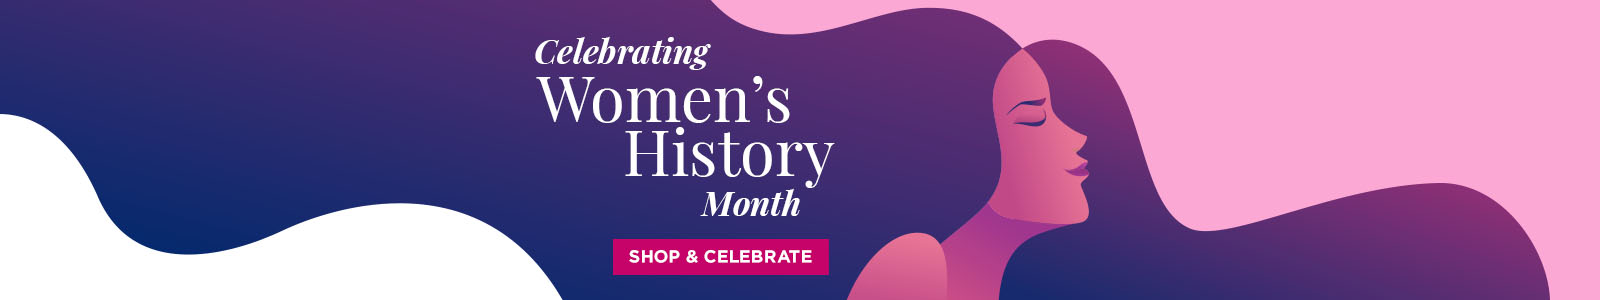 Celebrating
Women’s
History
Month
SHOP & CELEBRATE